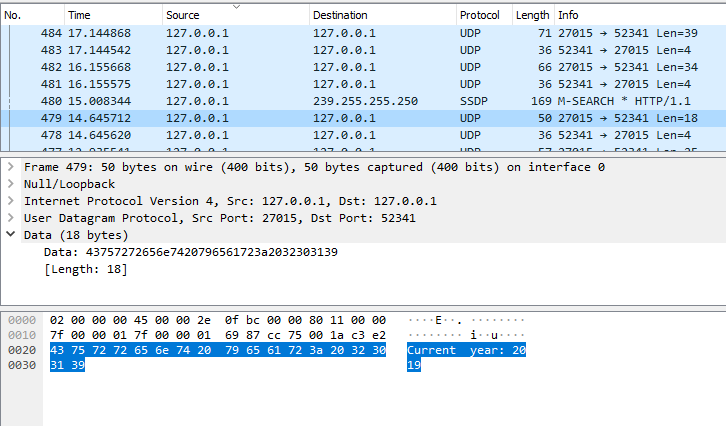 No. Time Source Destination Protocol Length Info
484 17.144868 127.0.0.1 127.0.0.1 UDP 71 27015 → 52341 Len=39
483 17.144542 127.0.0.1 127.0.0.1 UDP 36 52341 → 27015 Len=4
482 16.155668 127.0.0.1 127.0.0.1 UDP 66 27015 → 52341 Len=34
481 16.155575 127.0.0.1 127.0.0.1 UDP 36 52341 → 27015 Len=4
480 15.008344 127.0.0.1 239.255.255.250 SSDP 169 M-SEARCH * HTTP/1.1
479 14.645712 127.0.0.1 127.0.0.1 UDP 50 27015 → 52341 Len=18
478 14.645620 127.0.0.1 127.0.0.1 UDP 36 52341 → 27015 Len=4
Frame 479: 50 bytes on wire (400 bits), 50 bytes captured (400 bits) on interface 0
Null/Loopback
Internet Protocol Version 4, Src: 127.0.0.1, Dst: 127.0.0.1
User Datagram Protocol, Src Port: 27015, Dst Port: 52341
Data (18 bytes)
Data: 43757272656e7420796561723a2032303139
[Length: 18]
0000 02 00 00 00 45 00 00 2e 0f bc 00 00 80 11 00 00 ····E··. ········
0010 7f 00 00 01 7f 00 00 01 69 87 cc 75 00 1a c3 e2 ········ i··u····
0020 43 75 72 72 65 6e 74 20 79 65 61 72 3a 20 32 30 Current year: 20
0030 31 39 19